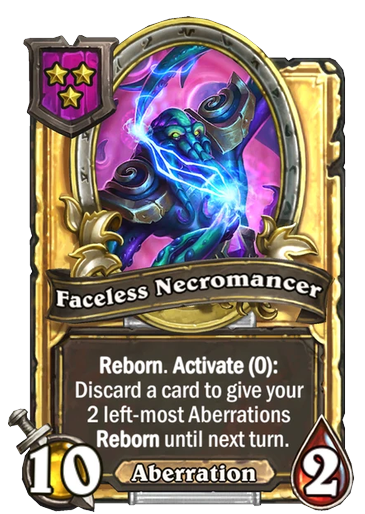 Faceless Necromancer
Reborn. Activate (0):
Discard a card to give your
2 left-most Aberrations
Reborn until next turn.
10
Aberration
2